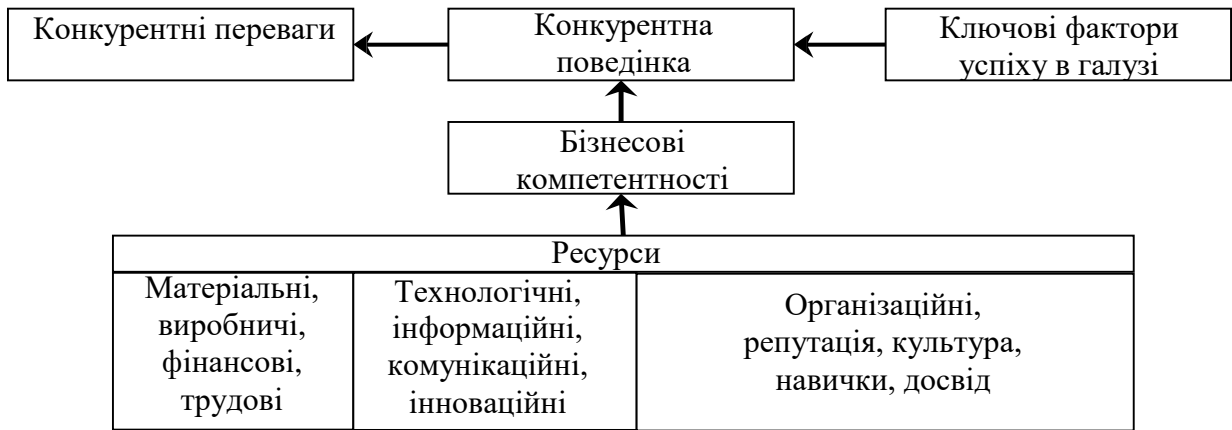 Конкурентні переваги
Конкурентна
поведінка
Ключові фактори
успіху в галузі
Бізнесові
компетентності
Ресурси
Матеріальні,
виробничі,
фінансові,
трудові
Технологічні,
інформаційні,
комунікаційні,
інноваційні
Організаційні,
репутація, культура,
навички, досвід